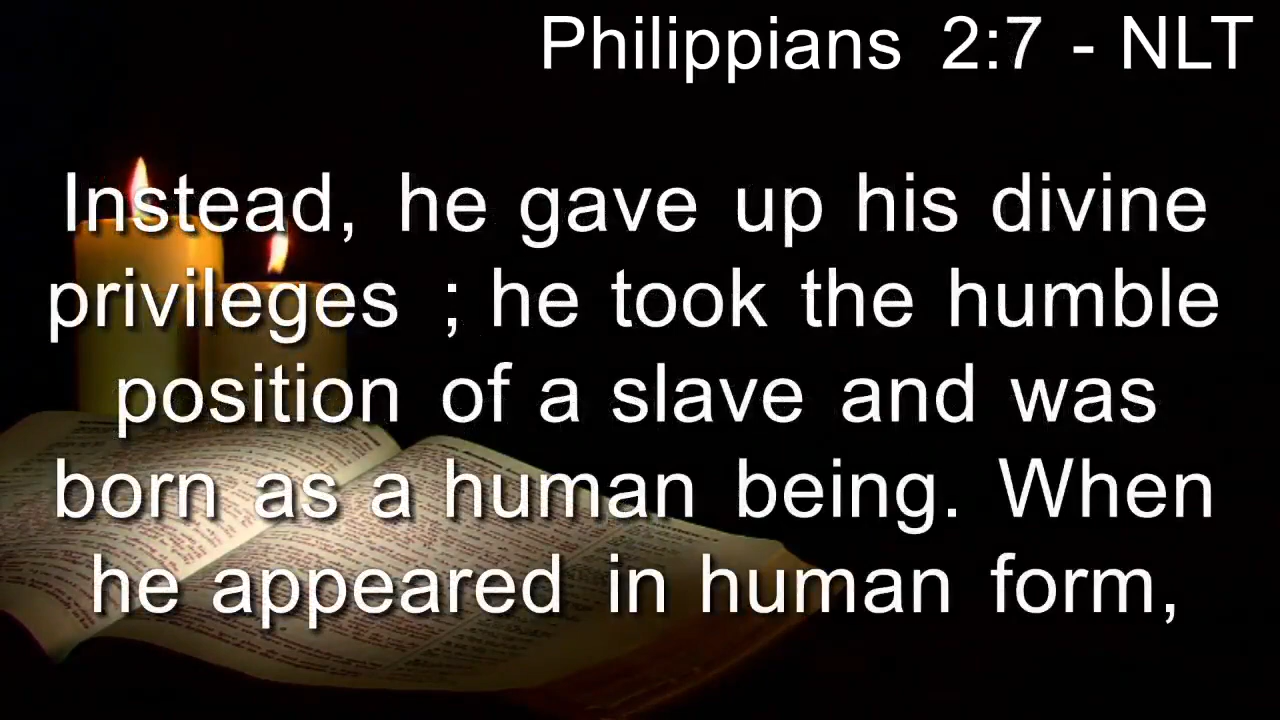 Philippians 2:7 - NLT
Instead, he gave up his divine
privileges ; he took the humble
position of a slave and was
born as a human being. When
he appeared in human form,